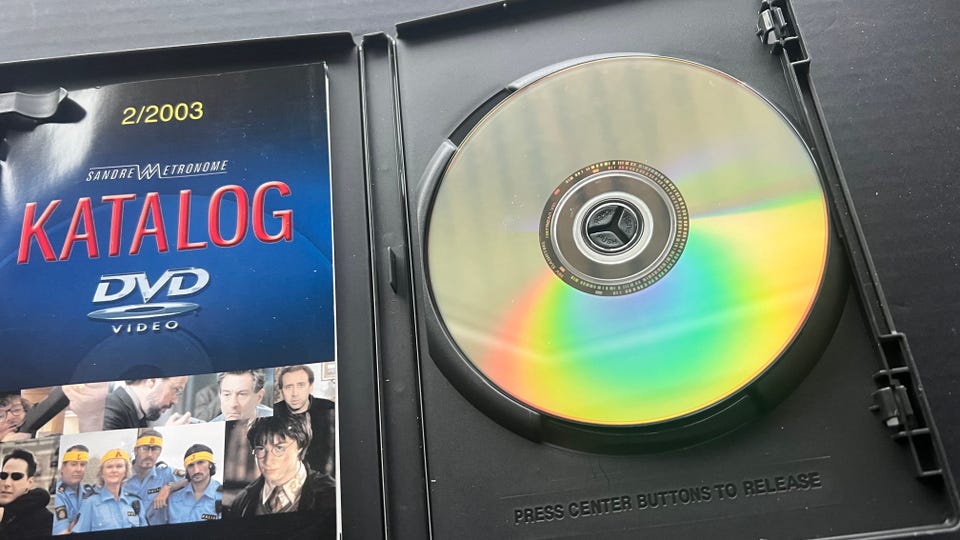 2/2003
SANDREW METRONOME
KATALOG
DVD
VIDEO
PRESS CENTER BUTTONS TO RELEASE